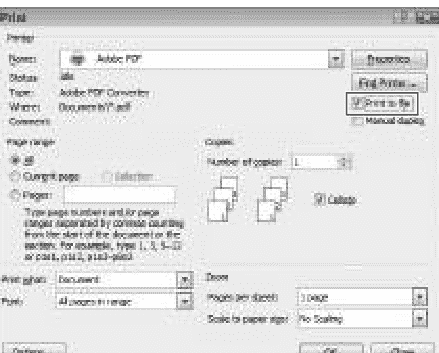 Print
Printer
Name: Adobe PDF Properties
Status: idle Find Printer...
Type: Adobe PDF Converter
Where: Documents\*.pdf Print to file
Comment: Manual duplex
Page range Copies
All Number of copies: 1
Current page Selection
Pages: Collate
Type page numbers and/or page
ranges separated by commas counting
from the start of the document or the
section. For example, type 1, 3, 5–12
or p1s1, p1s2, p1s3–p8s3
Print what: Document Zoom
Print: All pages in range Pages per sheet: 1 page
Scale to paper size: No Scaling
Options... OK Close